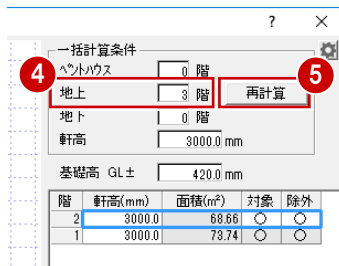 ? ×
一括計算条件
ペントハウス 0 階
4 5
地上 3 階 再計算
地下 0 階
軒高 3000.0 mm
基礎高 GL± 420.0 mm
階 軒高(mm) 面積(m²) 対象 除外
2 3000.0 68.66 ○ ○
1 3000.0 73.74 ○ ○